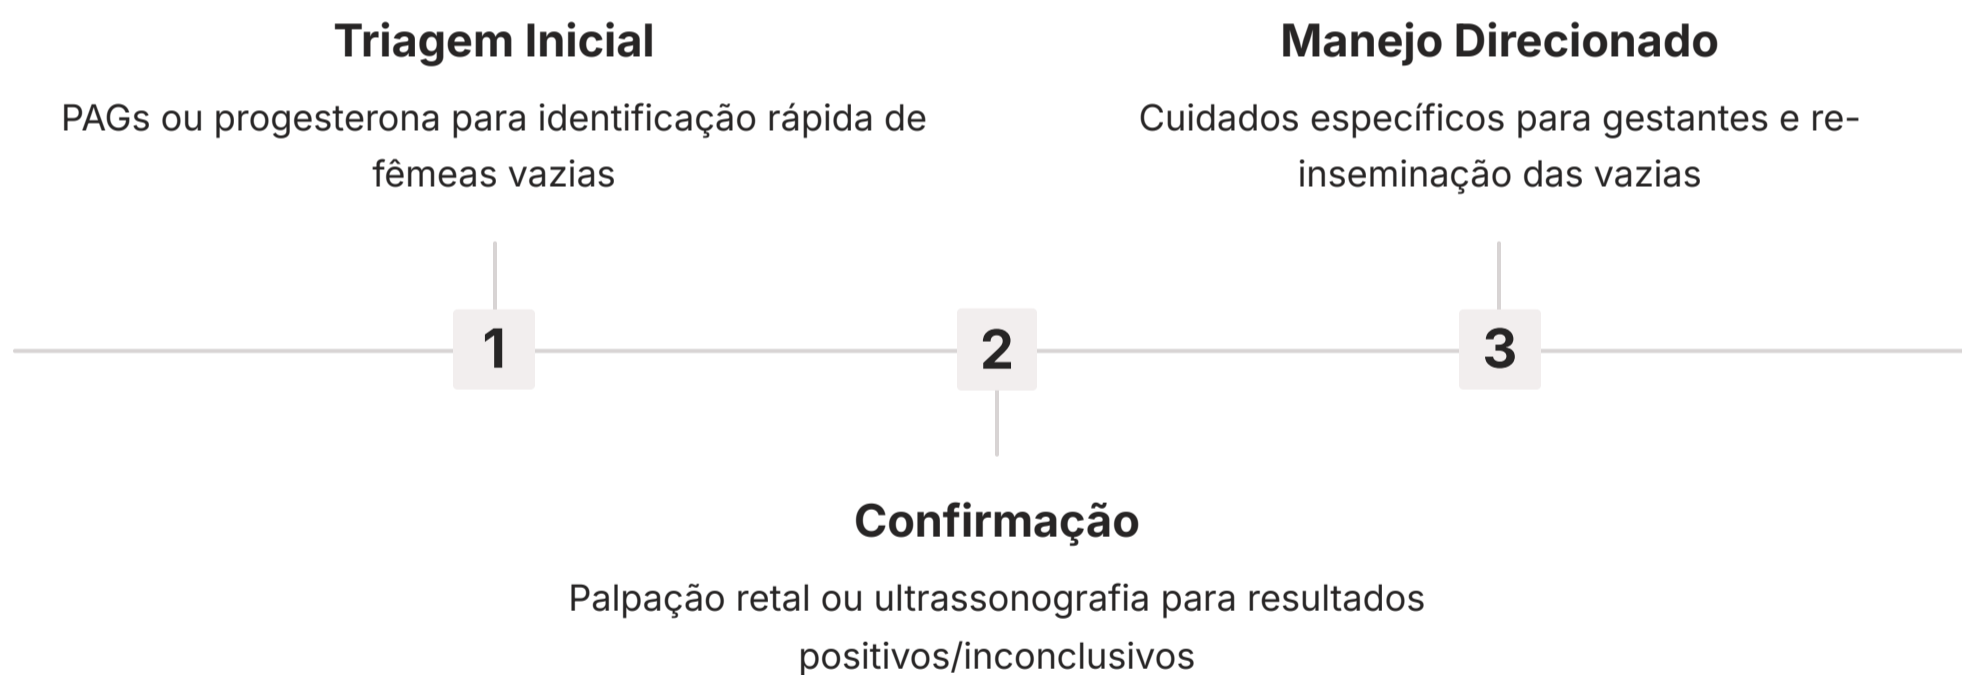 Triagem Inicial
PAGs ou progesterona para identificação rápida de
fêmeas vazias
1
2
Confirmação
Palpação retal ou ultrassonografia para resultados
positivos/inconclusivos
Manejo Direcionado
Cuidados específicos para gestantes e re-
inseminação das vazias
3